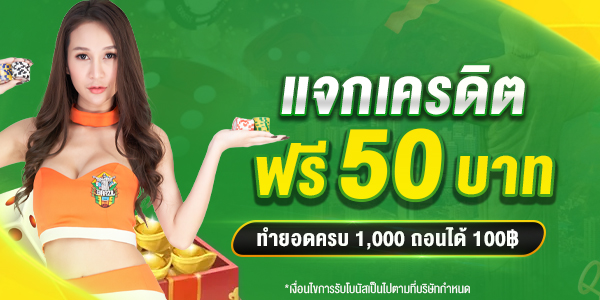 แจกเครดิต
ฟรี 50 บาท
ทำยอดครบ 1,000 ถอนได้ 100฿
*เงื่อนไขการรับโบนัสเป็นไปตามที่บริษัทกำหนด